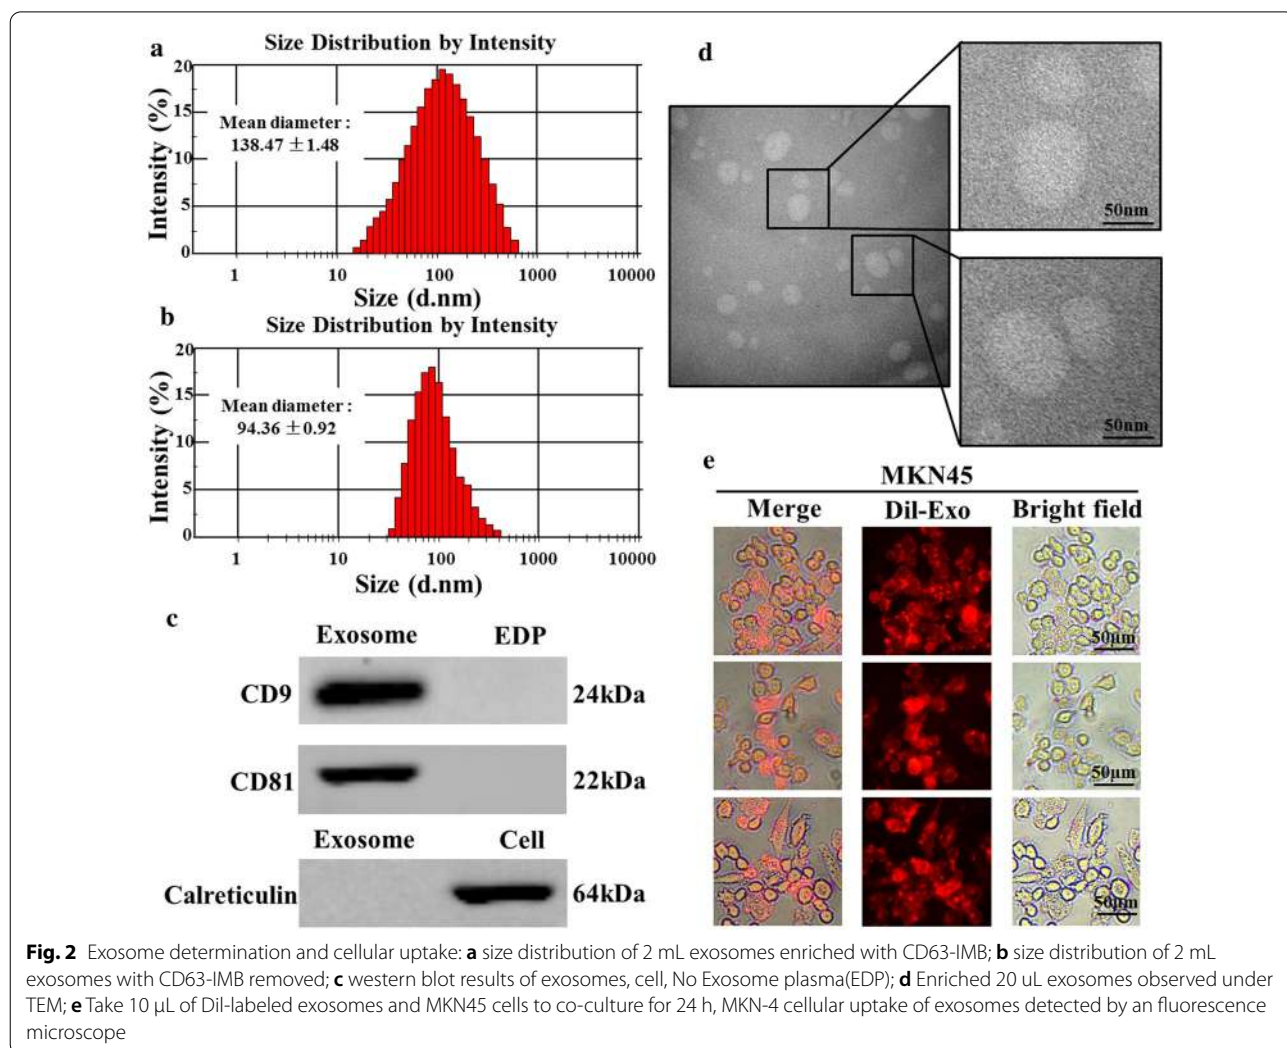 a
Size Distribution by Intensity
Intensity (%)
20
15
10
5
0
Mean diameter :
138.47 ±1.48
1 10 100 1000 10000
Size (d.nm)
b
Size Distribution by Intensity
Intensity (%)
20
15
10
5
0
Mean diameter :
94.36 ±0.92
1 10 100 1000 10000
Size (d.nm)
c
Exosome EDP
CD9 24kDa
CD81 22kDa
Exosome Cell
Calreticulin 64kDa
d
50nm
50nm
e
MKN45
Merge Dil-Exo Bright field
50μm
50μm
50μm
Fig. 2 Exosome determination and cellular uptake: a size distribution of 2 mL exosomes enriched with CD63-IMB; b size distribution of 2 mL
exosomes with CD63-IMB removed; c western blot results of exosomes, cell, No Exosome plasma(EDP); d Enriched 20 uL exosomes observed under
TEM; e Take 10 μL of Dil-labeled exosomes and MKN45 cells to co-culture for 24 h, MKN-4 cellular uptake of exosomes detected by an fluorescence
microscope